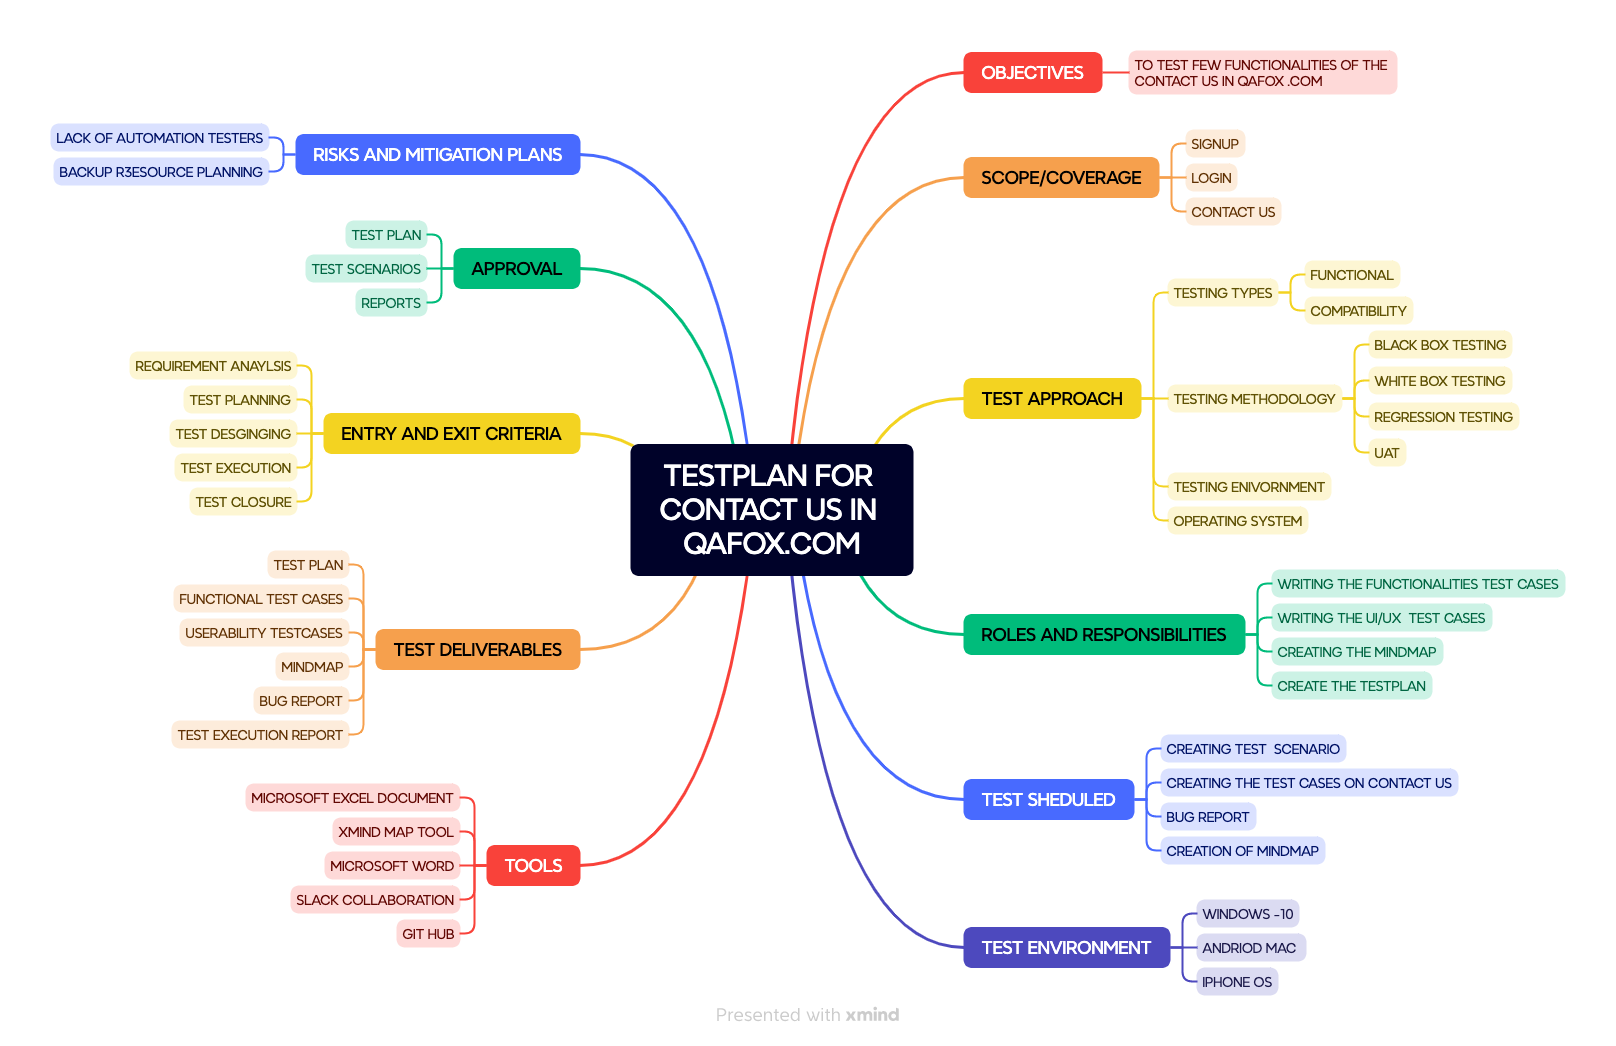 TESTPLAN FOR
CONTACT US IN
QAFOX.COM
OBJECTIVES
TO TEST FEW FUNCTIONALITIES OF THE
CONTACT US IN QAFOX .COM
SCOPE/COVERAGE
SIGNUP
LOGIN
CONTACT US
TEST APPROACH
TESTING TYPES
FUNCTIONAL
COMPATIBILITY
TESTING METHODOLOGY
BLACK BOX TESTING
WHITE BOX TESTING
REGRESSION TESTING
UAT
TESTING ENIVORNMENT
OPERATING SYSTEM
ROLES AND RESPONSIBILITIES
WRITING THE FUNCTIONALITIES TEST CASES
WRITING THE UI/UX  TEST CASES
CREATING THE MINDMAP
CREATE THE TESTPLAN
TEST SHEDULED
CREATING TEST  SCENARIO
CREATING THE TEST CASES ON CONTACT US
BUG REPORT
CREATION OF MINDMAP
TEST ENVIRONMENT
WINDOWS -10
ANDRIOD MAC
IPHONE OS
RISKS AND MITIGATION PLANS
LACK OF AUTOMATION TESTERS
BACKUP R3ESOURCE PLANNING
APPROVAL
TEST PLAN
TEST SCENARIOS
REPORTS
ENTRY AND EXIT CRITERIA
REQUIREMENT ANAYLSIS
TEST PLANNING
TEST DESGINGING
TEST EXECUTION
TEST CLOSURE
TEST DELIVERABLES
TEST PLAN
FUNCTIONAL TEST CASES
USERABILITY TESTCASES
MINDMAP
BUG REPORT
TEST EXECUTION REPORT
TOOLS
MICROSOFT EXCEL DOCUMENT
XMIND MAP TOOL
MICROSOFT WORD
SLACK COLLABORATION
GIT HUB
Presented with xmind